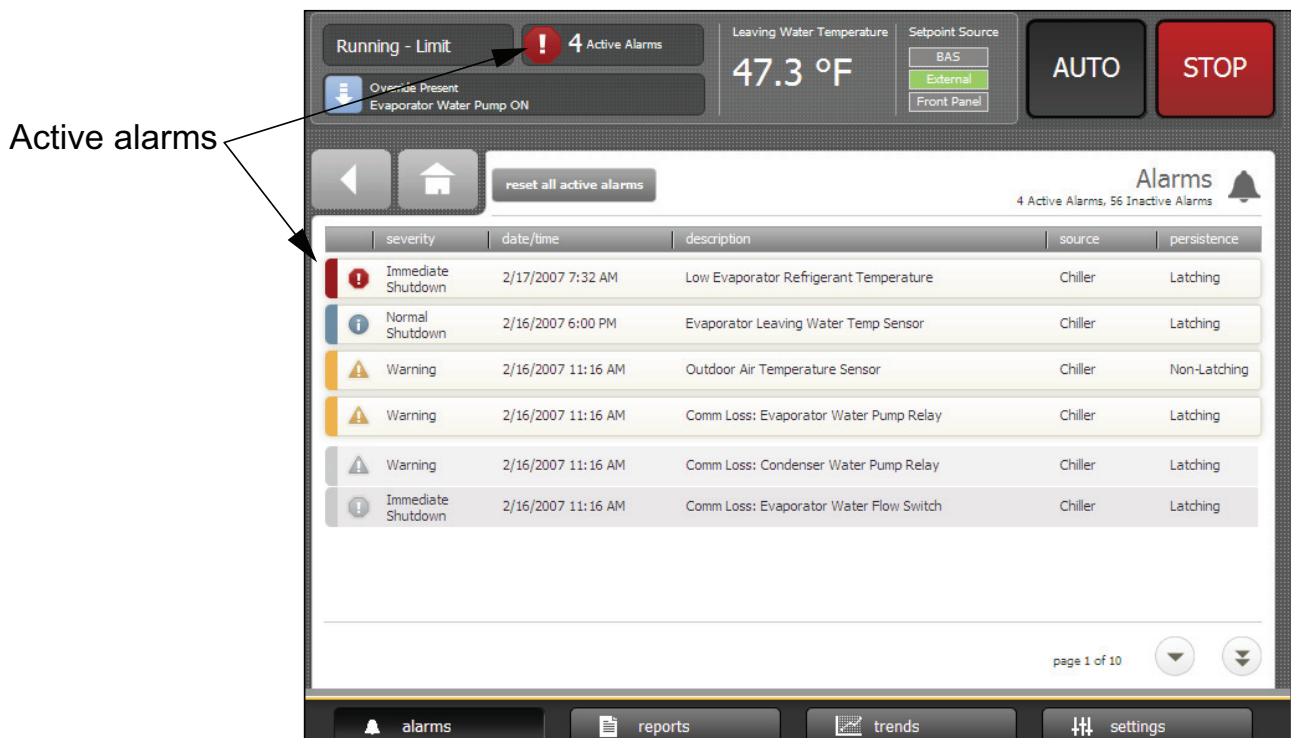 Running - Limit
4 Active Alarms
Override Present
Evaporator Water Pump ON
Leaving Water Temperature
47.3 °F
Setpoint Source
BAS
External
Front Panel
AUTO
STOP
Active alarms
reset all active alarms
Alarms
4 Active Alarms, 56 Inactive Alarms
severity date/time description source persistence
Immediate
Shutdown
2/17/2007 7:32 AM Low Evaporator Refrigerant Temperature Chiller Latching
Normal
Shutdown
2/16/2007 6:00 PM Evaporator Leaving Water Temp Sensor Chiller Latching
Warning 2/16/2007 11:16 AM Outdoor Air Temperature Sensor Chiller Non-Latching
Warning 2/16/2007 11:16 AM Comm Loss: Evaporator Water Pump Relay Chiller Latching
Warning 2/16/2007 11:16 AM Comm Loss: Condenser Water Pump Relay Chiller Latching
Immediate
Shutdown
2/16/2007 11:16 AM Comm Loss: Evaporator Water Flow Switch Chiller Latching
page 1 of 10
alarms reports trends settings